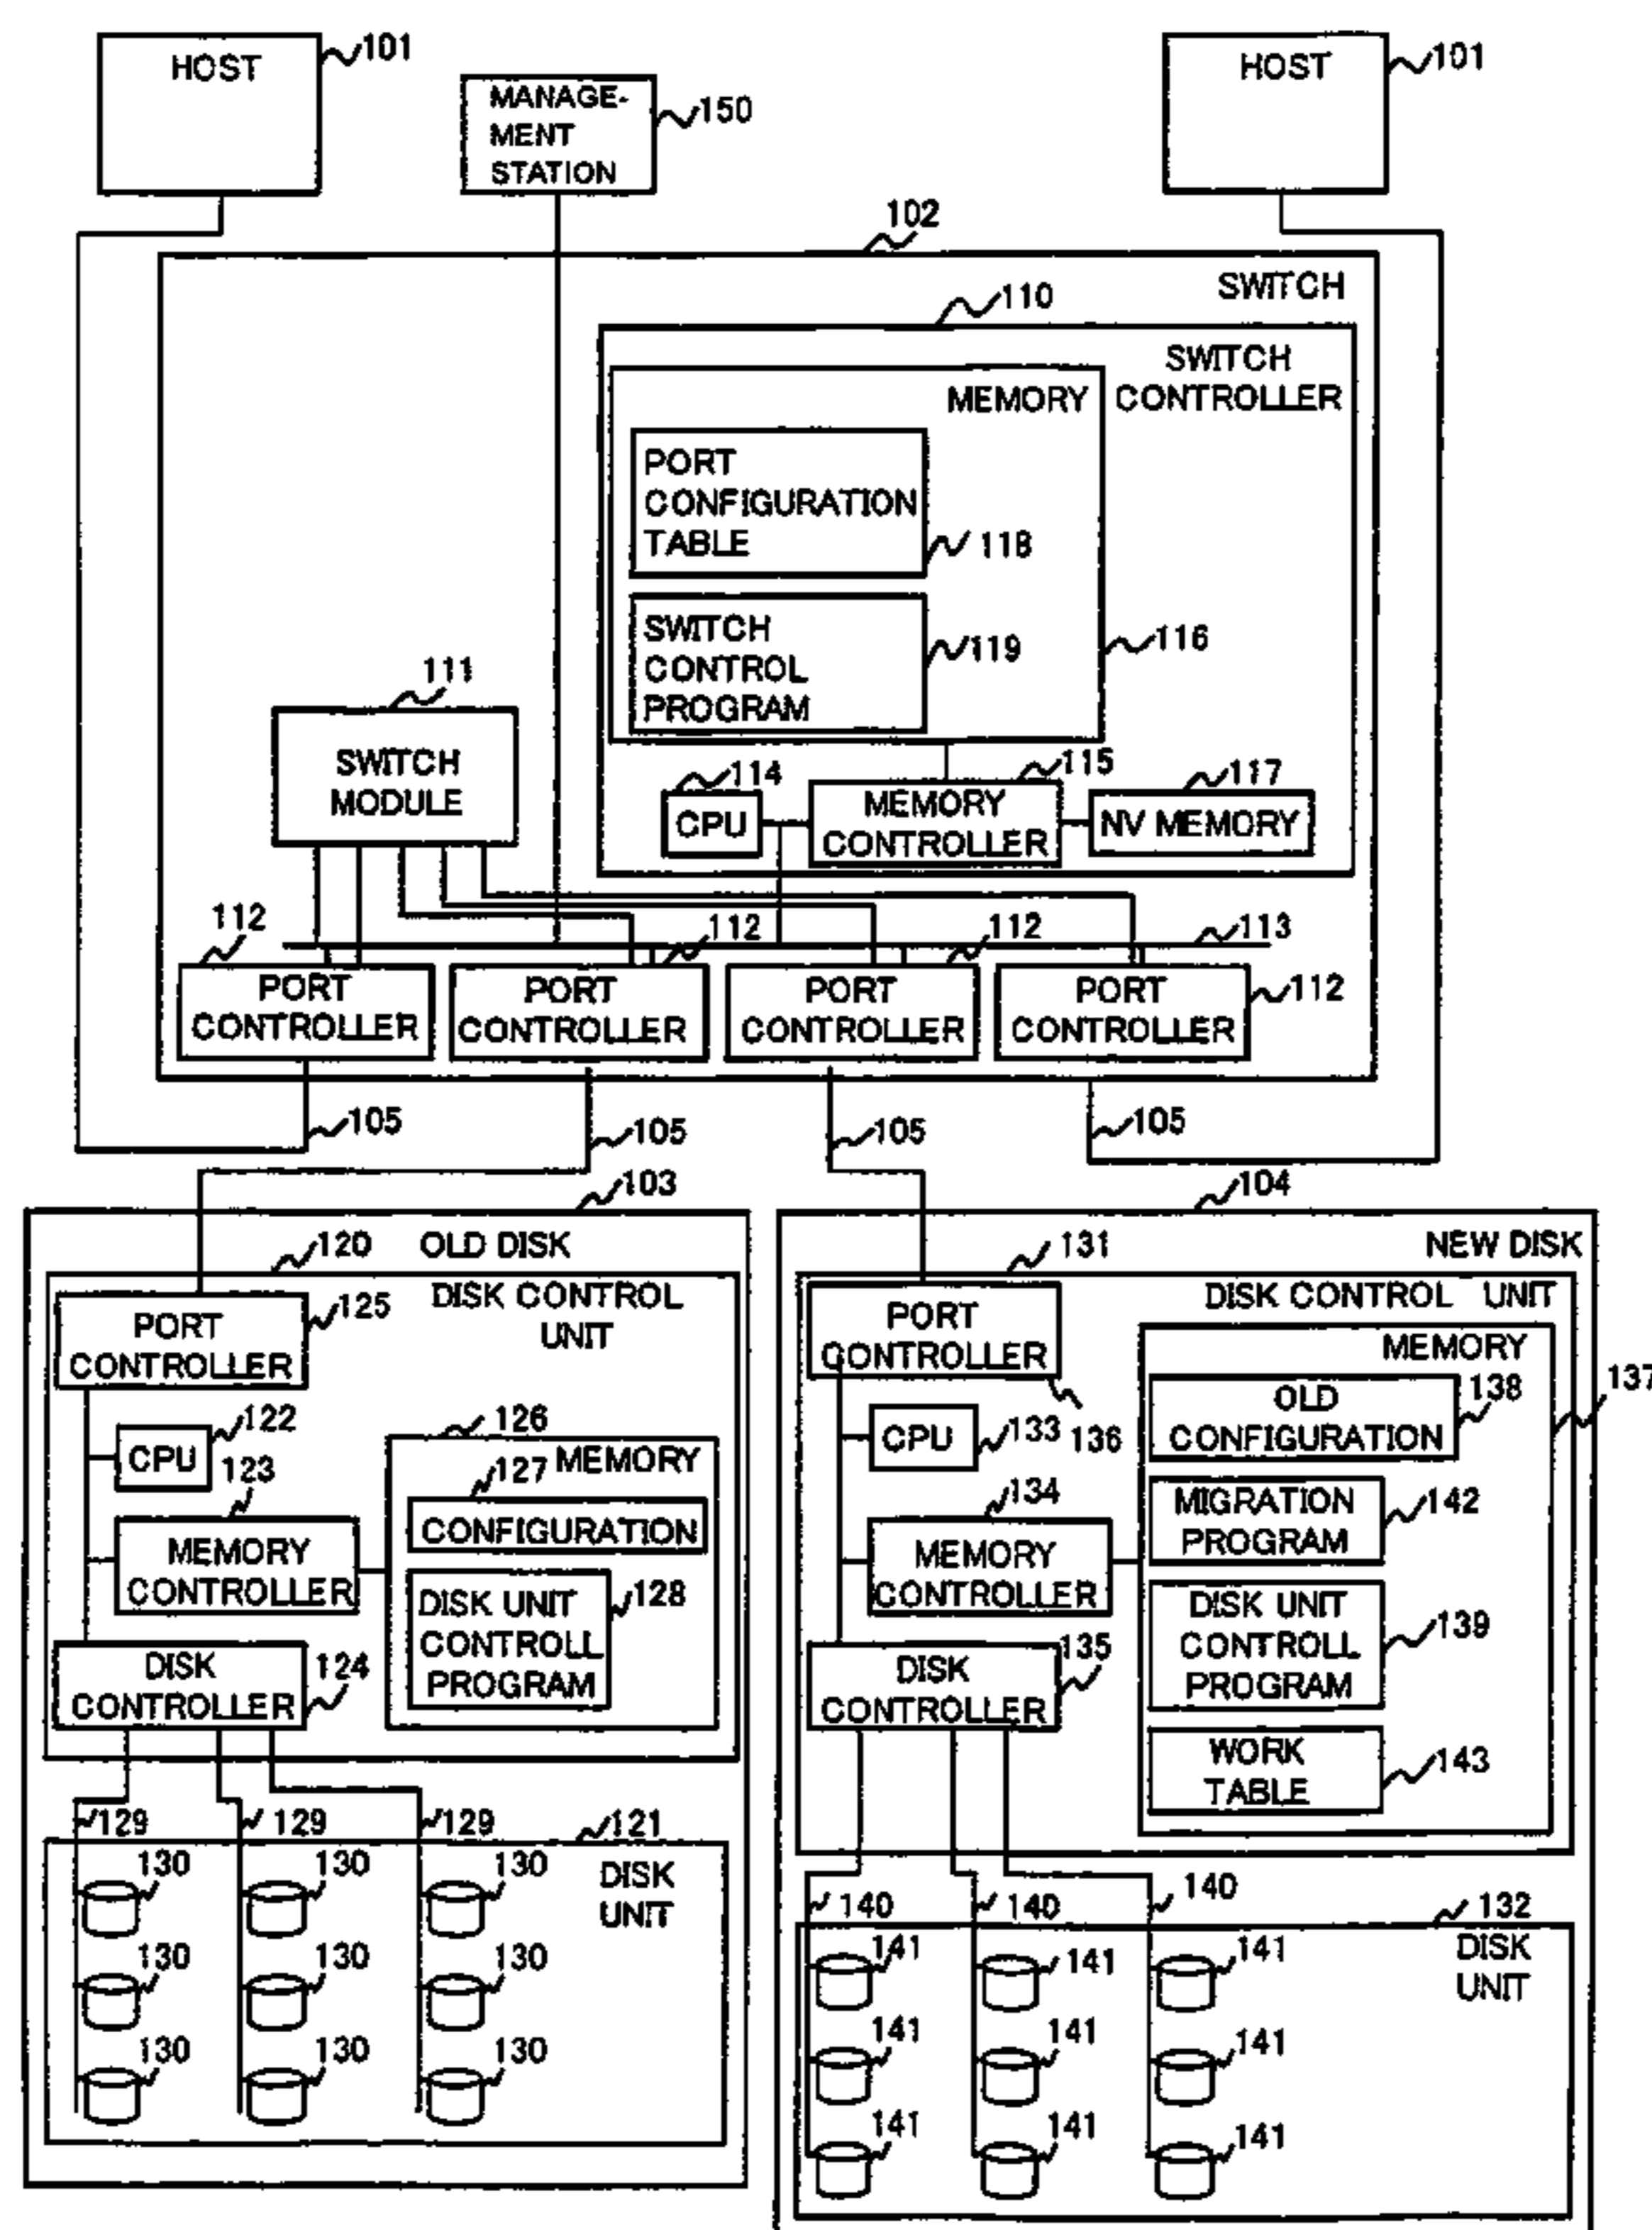 HOST
101
MANAGE-
MENT
STATION
150
HOST
101
102
SWITCH
110
SWITCH
CONTROLLER
MEMORY
PORT
CONFIGURATION
TABLE
118
SWITCH
CONTROL
PROGRAM
119
116
111
SWITCH
MODULE
114
CPU
115
MEMORY
CONTROLLER
117
NV MEMORY
112
112
112
113
PORT
CONTROLLER
PORT
CONTROLLER
PORT
CONTROLLER
PORT
CONTROLLER
112
105
105
105
105
103
OLD DISK
120
DISK CONTROL
UNIT
PORT
CONTROLLER
125
CPU
122
123
MEMORY
CONTROLLER
126
MEMORY
127
CONFIGURATION
DISK UNIT
CONTROLL
PROGRAM
128
DISK
CONTROLLER
124
129
129
129
121
DISK
UNIT
130
130
130
130
130
130
130
130
130
104
NEW DISK
131
DISK CONTROL UNIT
PORT
CONTROLLER
136
CPU
133
134
MEMORY
CONTROLLER
MEMORY
137
OLD
CONFIGURATION
138
MIGRATION
PROGRAM
142
DISK UNIT
CONTROLL
PROGRAM
139
WORK
TABLE
143
DISK
CONTROLLER
135
140
140
140
132
DISK
UNIT
141
141
141
141
141
141
141
141
141